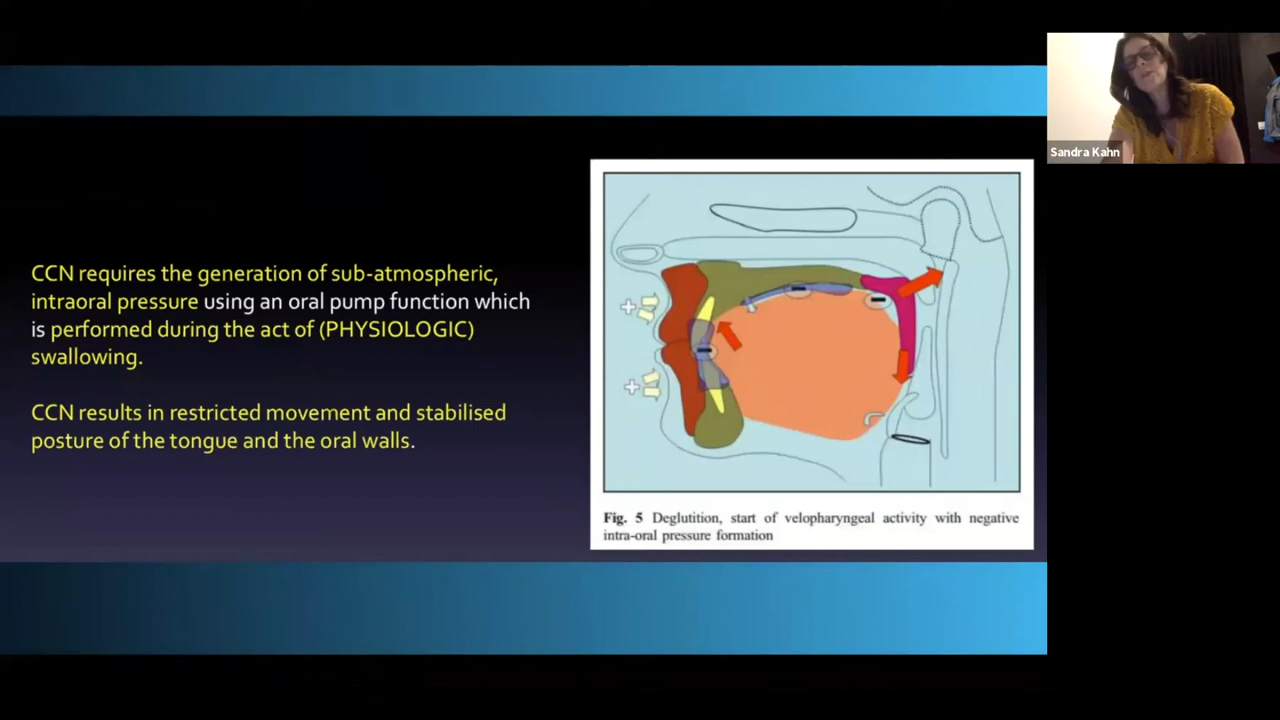 Sandra Kahn
CCN requires the generation of sub-atmospheric,
intraoral pressure using an oral pump function which
is performed during the act of (PHYSIOLOGIC)
swallowing.
CCN results in restricted movement and stabilised
posture of the tongue and the oral walls.
Fig. 5 Deglutition, start of velopharyngeal activity with negative
intra-oral pressure formation